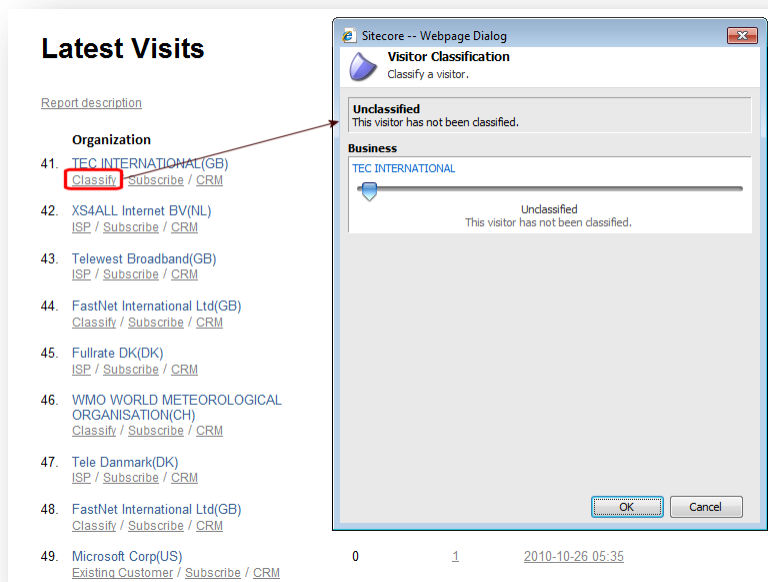 Latest Visits
Report description
Organization
41. TEC INTERNATIONAL(GB)
Classify / Subscribe / CRM
42. XS4ALL Internet BV(NL)
ISP / Subscribe / CRM
43. Telewest Broadband(GB)
ISP / Subscribe / CRM
44. FastNet International Ltd(GB)
Classify / Subscribe / CRM
45. Fullrate DK(DK)
ISP / Subscribe / CRM
46. WMO WORLD METEOROLOGICAL
ORGANISATION(CH)
Classify / Subscribe / CRM
47. Tele Danmark(DK)
ISP / Subscribe / CRM
48. FastNet International Ltd(GB)
Classify / Subscribe / CRM
49. Microsoft Corp(US) 0 1 2010-10-26 05:35
Existing Customer / Subscribe / CRM
Sitecore -- Webpage Dialog
Visitor Classification
Classify a visitor.
Unclassified
This visitor has not been classified.
Business
TEC INTERNATIONAL
Unclassified
This visitor has not been classified.
OK Cancel